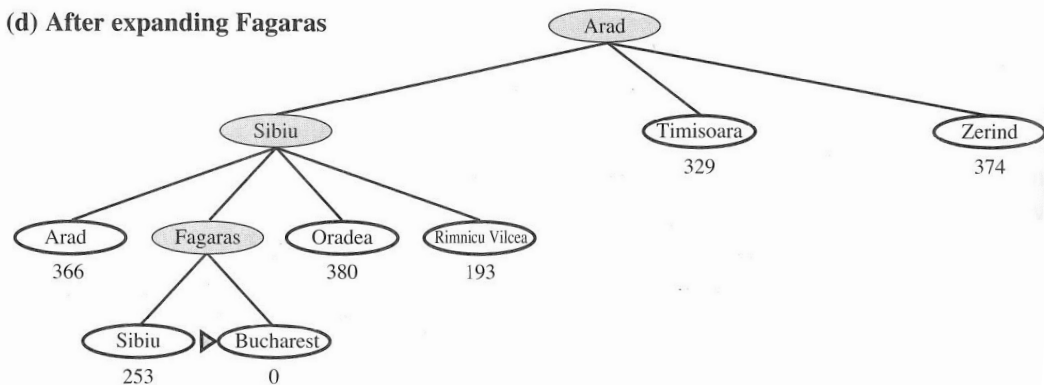 (d) After expanding Fagaras
Arad
Sibiu
Timisoara
Zerind
329
374
Arad
Fagaras
Oradea
Rimnicu Vilcea
366
380
193
Sibiu
Bucharest
253
0